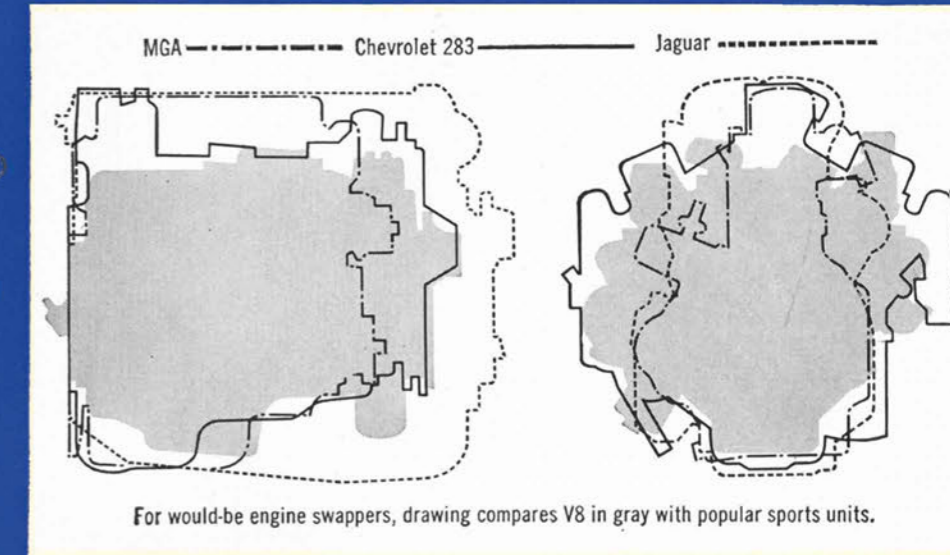 MGA Chevrolet 283 Jaguar
For would-be engine swappers, drawing compares V8 in gray with popular sports units.